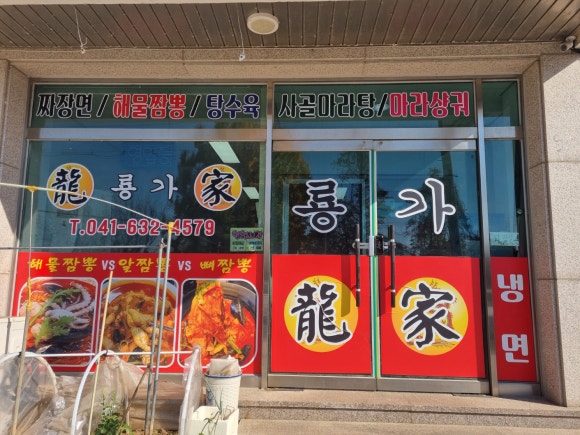 짜장면 / 해물짬뽕 / 탕수육
사골마라탕/마라상궈
龍 룡가 家
T.041-632-4579
룡 가
해물짬뽕 VS 알짬뽕 VS 뼈짬뽕
龍 家
냉면